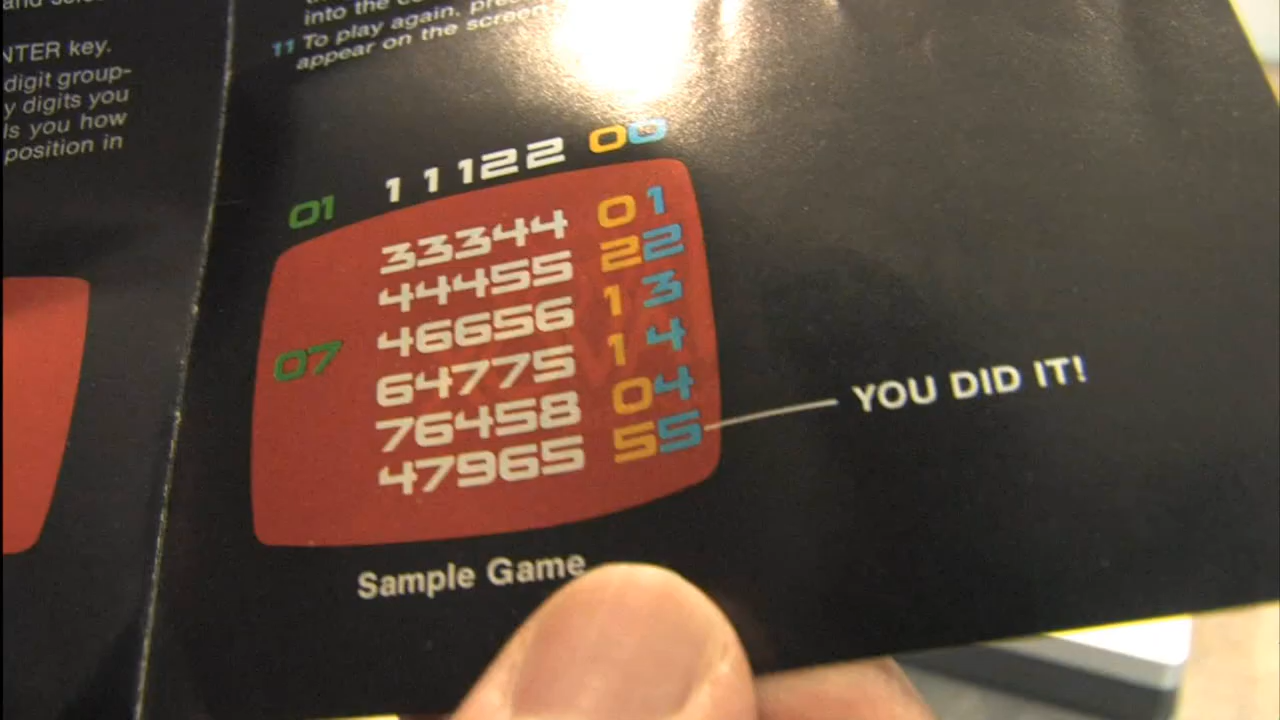 NTER key.
digit group-
y digits you
ls you how
position in
into the
11 To play again, pre
appear on the screen
01 11122 00
33344 01
44455 22
46656 13
07 64775 14
76458 04
47965 55
YOU DID IT!
Sample Game